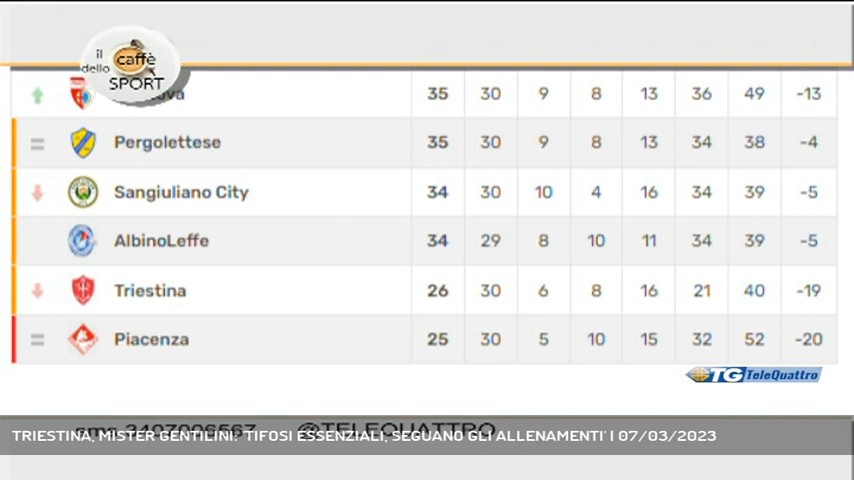 il
dello
caffè
SPORT
35 30 9 8 13 36 49 -13
Pergolettese 35 30 9 8 13 34 38 -4
Sangiuliano City 34 30 10 4 16 34 39 -5
AlbinoLeffe 34 29 8 10 11 34 39 -5
Triestina 26 30 6 8 16 21 40 -19
Piacenza 25 30 5 10 15 32 52 -20
TG TeleQuattro
sms 3407006567 @TELEQUATTRO
TRIESTINA, MISTER GENTILINI: 'TIFOSI ESSENZIALI, SEGUANO GLI ALLENAMENTI' | 07/03/2023